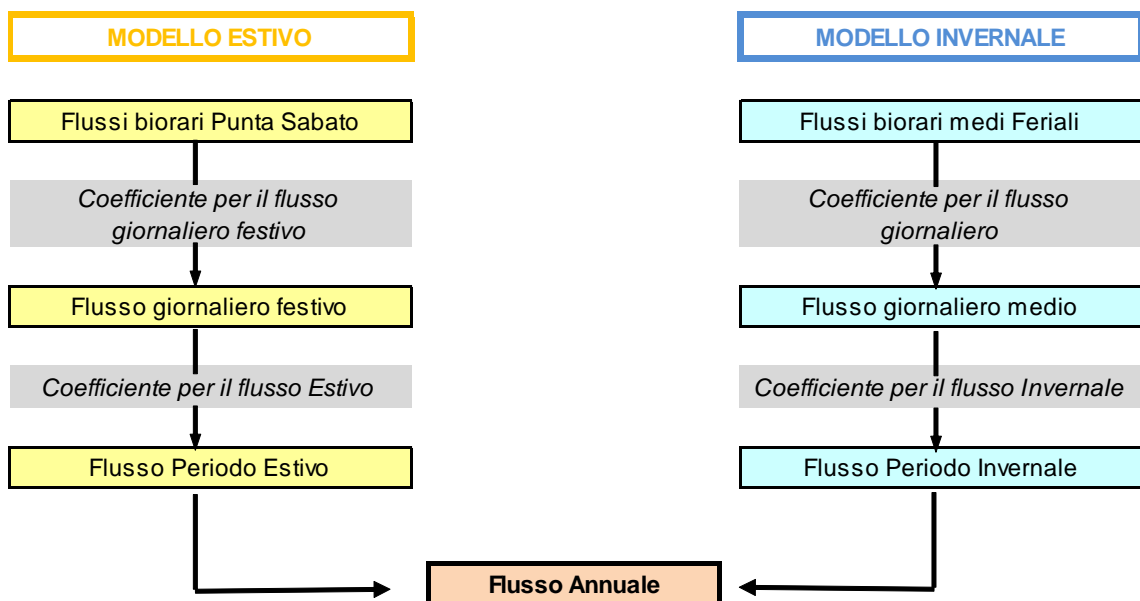 MODELLO ESTIVO
Flussi biorari Punta Sabato
Coefficiente per il flusso
giornaliero festivo
Flusso giornaliero festivo
Coefficiente per il flusso Estivo
Flusso Periodo Estivo
MODELLO INVERNALE
Flussi biorari medi Feriali
Coefficiente per il flusso
giornaliero
Flusso giornaliero medio
Coefficiente per il flusso Invernale
Flusso Periodo Invernale
Flusso Annuale